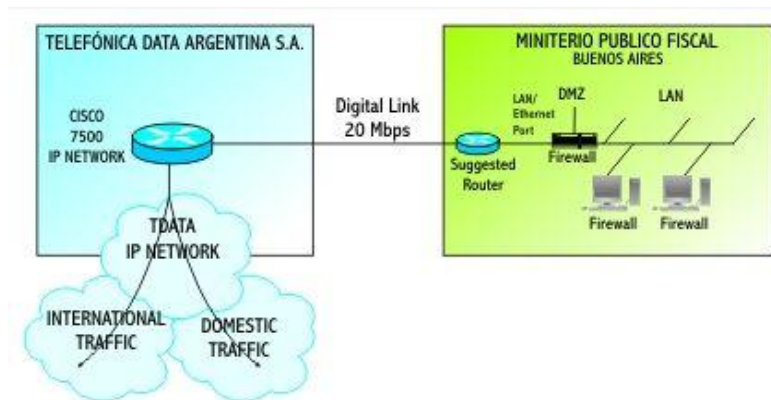 TELEFÓNICA DATA ARGENTINA S.A.
CISCO
7500
IP NETWORK
TDATA
IP NETWORK
INTERNATIONAL
TRAFFIC
DOMESTIC
TRAFFIC
Digital Link
20 Mbps
MINITERIO PUBLICO FISCAL
BUENOS AIRES
LAN/
Ethernet
Port
DMZ
LAN
Suggested
Router
Firewall
Firewall
Firewall